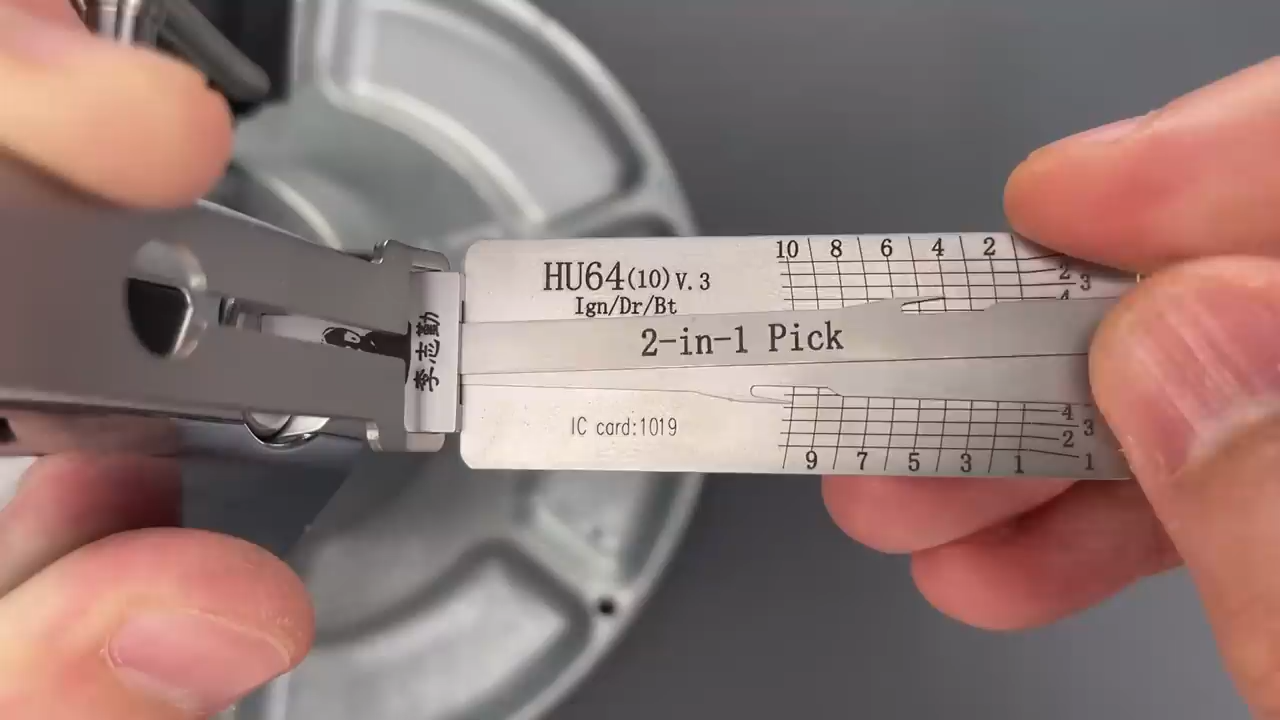 李志勤
HU64(10)V.3
Ign/Dr/Bt
2-in-1 Pick
IC card:1019
10 8 6 4 2
2
3
4
4
3
2
1
9 7 5 3 1